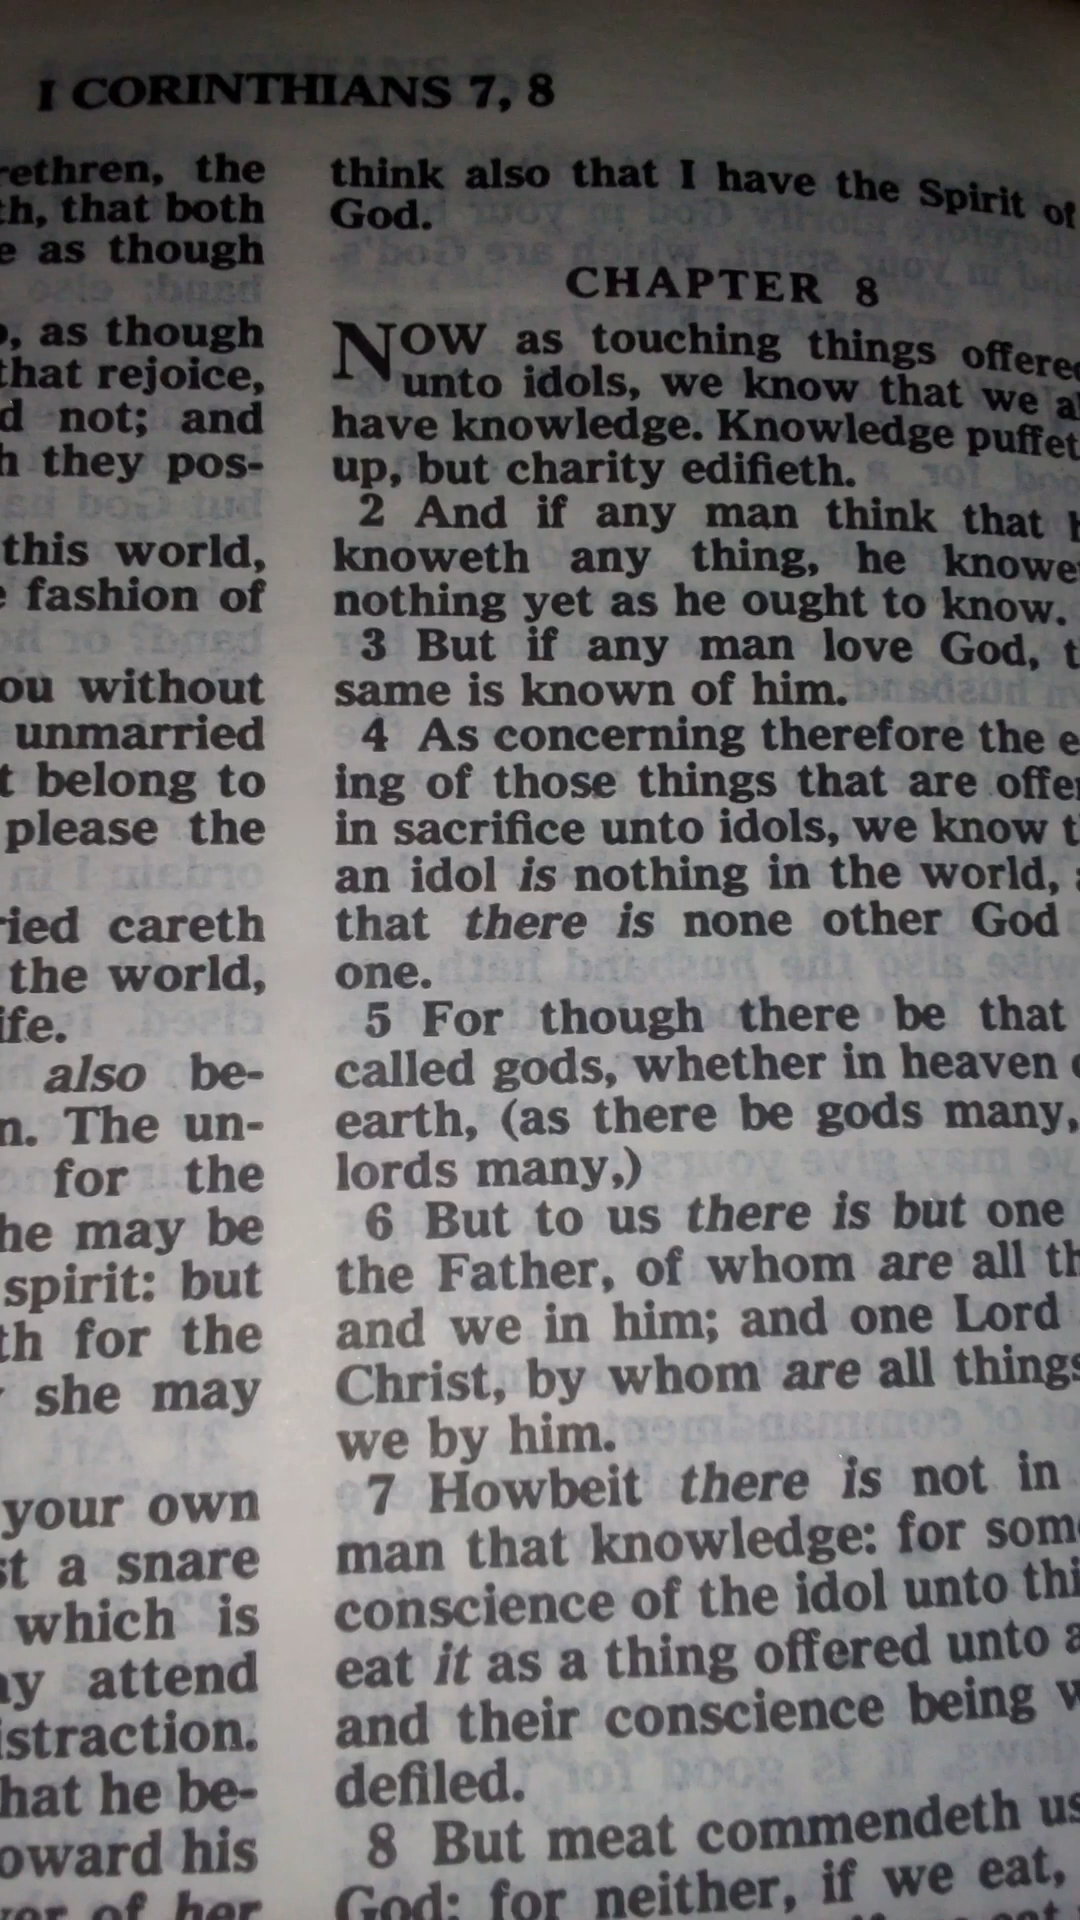 I CORINTHIANS 7, 8
rethren, the
th, that both
e as though
, as though
that rejoice,
d not; and
h they pos-
this world,
fashion of
ou without
unmarried
t belong to
please the
ried careth
the world,
ife.
also be-
n. The un-
for the
he may be
spirit: but
th for the
she may
your own
st a snare
which is
ay attend
istraction.
hat he be-
oward his
of her
think also that I have the Spirit of
God.
CHAPTER 8
NOW as touching things offered
unto idols, we know that we al
have knowledge. Knowledge puffet
up, but charity edifieth.
2 And if any man think that h
knoweth any thing, he knowet
nothing yet as he ought to know.
3 But if any man love God, t
same is known of him.
4 As concerning therefore the e
ing of those things that are offer
in sacrifice unto idols, we know t
an idol is nothing in the world, a
that there is none other God
one.
5 For though there be that
called gods, whether in heaven o
earth, (as there be gods many,
lords many,)
6 But to us there is but one
the Father, of whom are all th
and we in him; and one Lord
Christ, by whom are all things
we by him.
7 Howbeit there is not in
man that knowledge: for some
conscience of the idol unto thi
eat it as a thing offered unto a
and their conscience being w
defiled.
8 But meat commendeth us
God: for neither, if we eat,